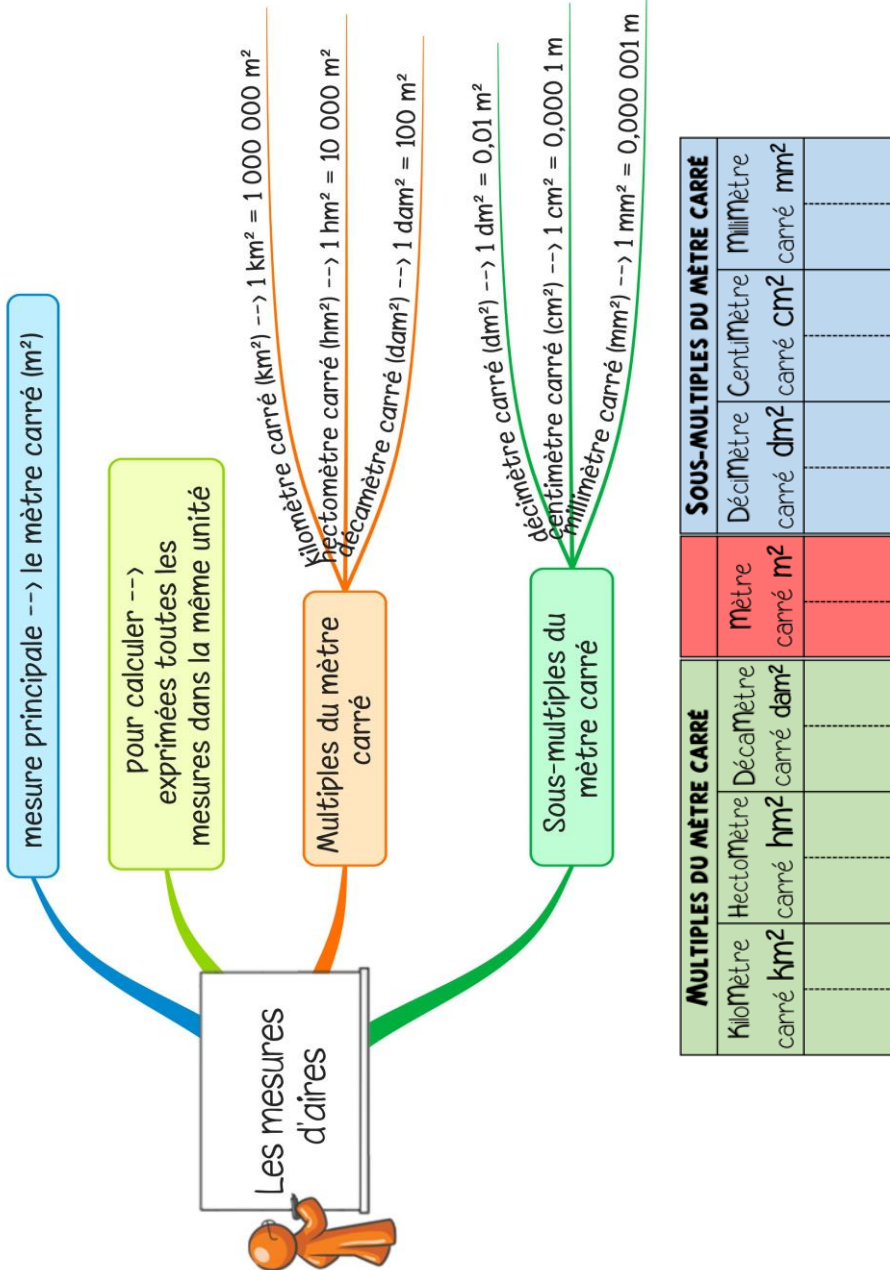 Les mesures
d'aires
mesure principale --> le mètre carré (m²)
pour calculer -->
exprimées toutes les
mesures dans la même unité
Multiples du mètre
carré
kilomètre carré (km²) --> 1 km² = 1 000 000 m²
hectomètre carré (hm²) --> 1 hm² = 10 000 m²
décamètre carré (dam²) --> 1 dam² = 100 m²
Sous-multiples du
mètre carré
décimètre carré (dm²) --> 1 dm² = 0,01 m²
centimètre carré (cm²) --> 1 cm² = 0,000 1 m
millimètre carré (mm²) --> 1 mm² = 0,000 001 m
MULTIPLES DU MÈTRE CARRÉ
SOUS-MULTIPLES DU MÈTRE CARRÉ
Kilomètre
carré km²
Hectomètre
carré hm²
Décamètre
carré dam²
mètre
carré m²
Décimètre
carré dm²
Centimètre
carré cm²
millimètre
carré mm²